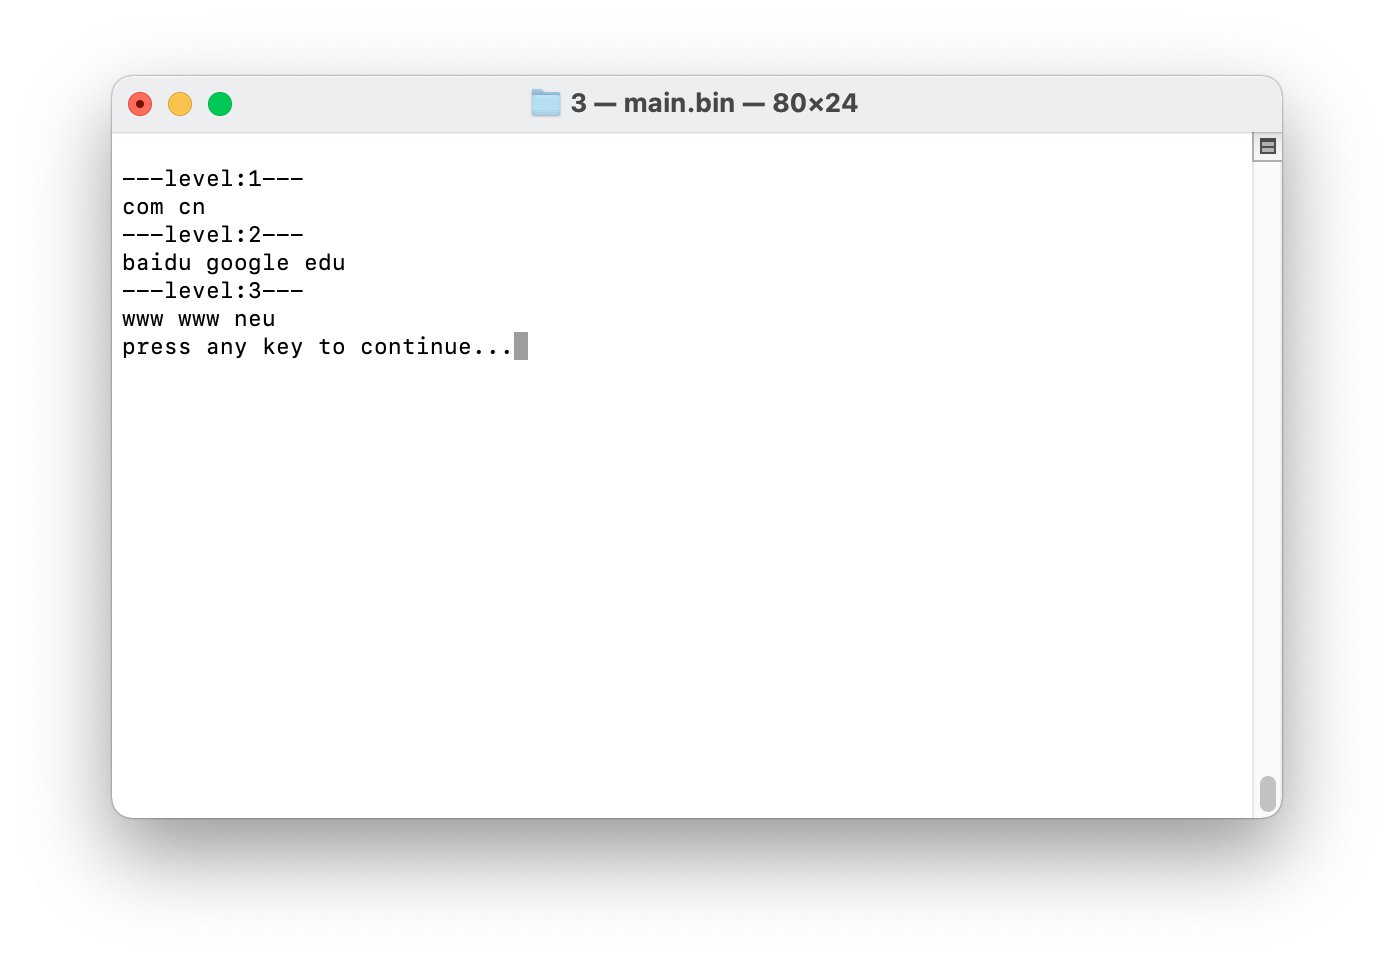 3 — main.bin — 80×24
---level:1---
com cn
---level:2---
baidu google edu
---level:3---
www www neu
press any key to continue...